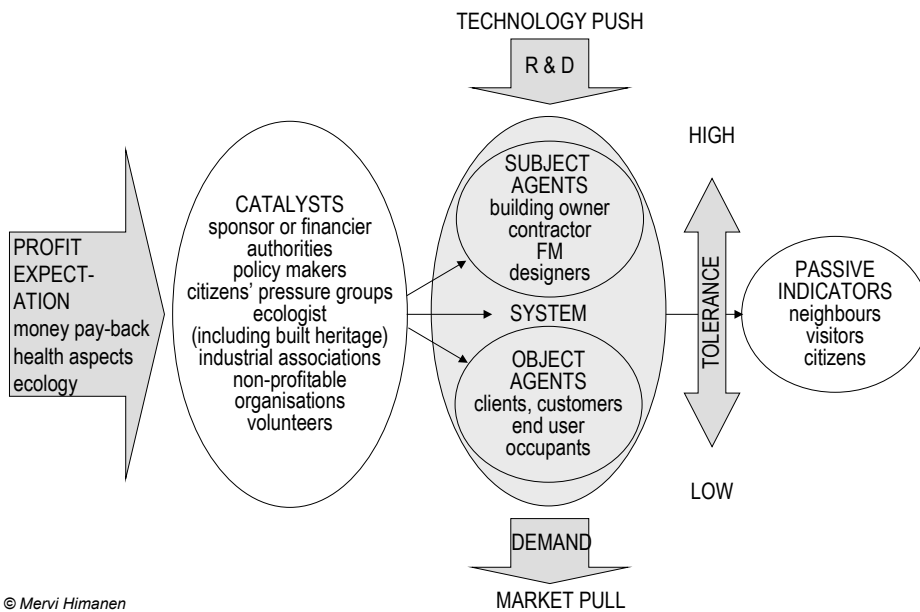 TECHNOLOGY PUSH
R & D
PROFIT
EXPECT-
ATION
money pay-back
health aspects
ecology
CATALYSTS
sponsor or financier
authorities
policy makers
citizens' pressure groups
ecologist
(including built heritage)
industrial associations
non-profitable
organisations
volunteers
SUBJECT
AGENTS
building owner
contractor
FM
designers
SYSTEM
OBJECT
AGENTS
clients, customers
end user
occupants
HIGH
TOLERANCE
LOW
PASSIVE
INDICATORS
neighbours
visitors
citizens
DEMAND
MARKET PULL
© Mervi Himanen